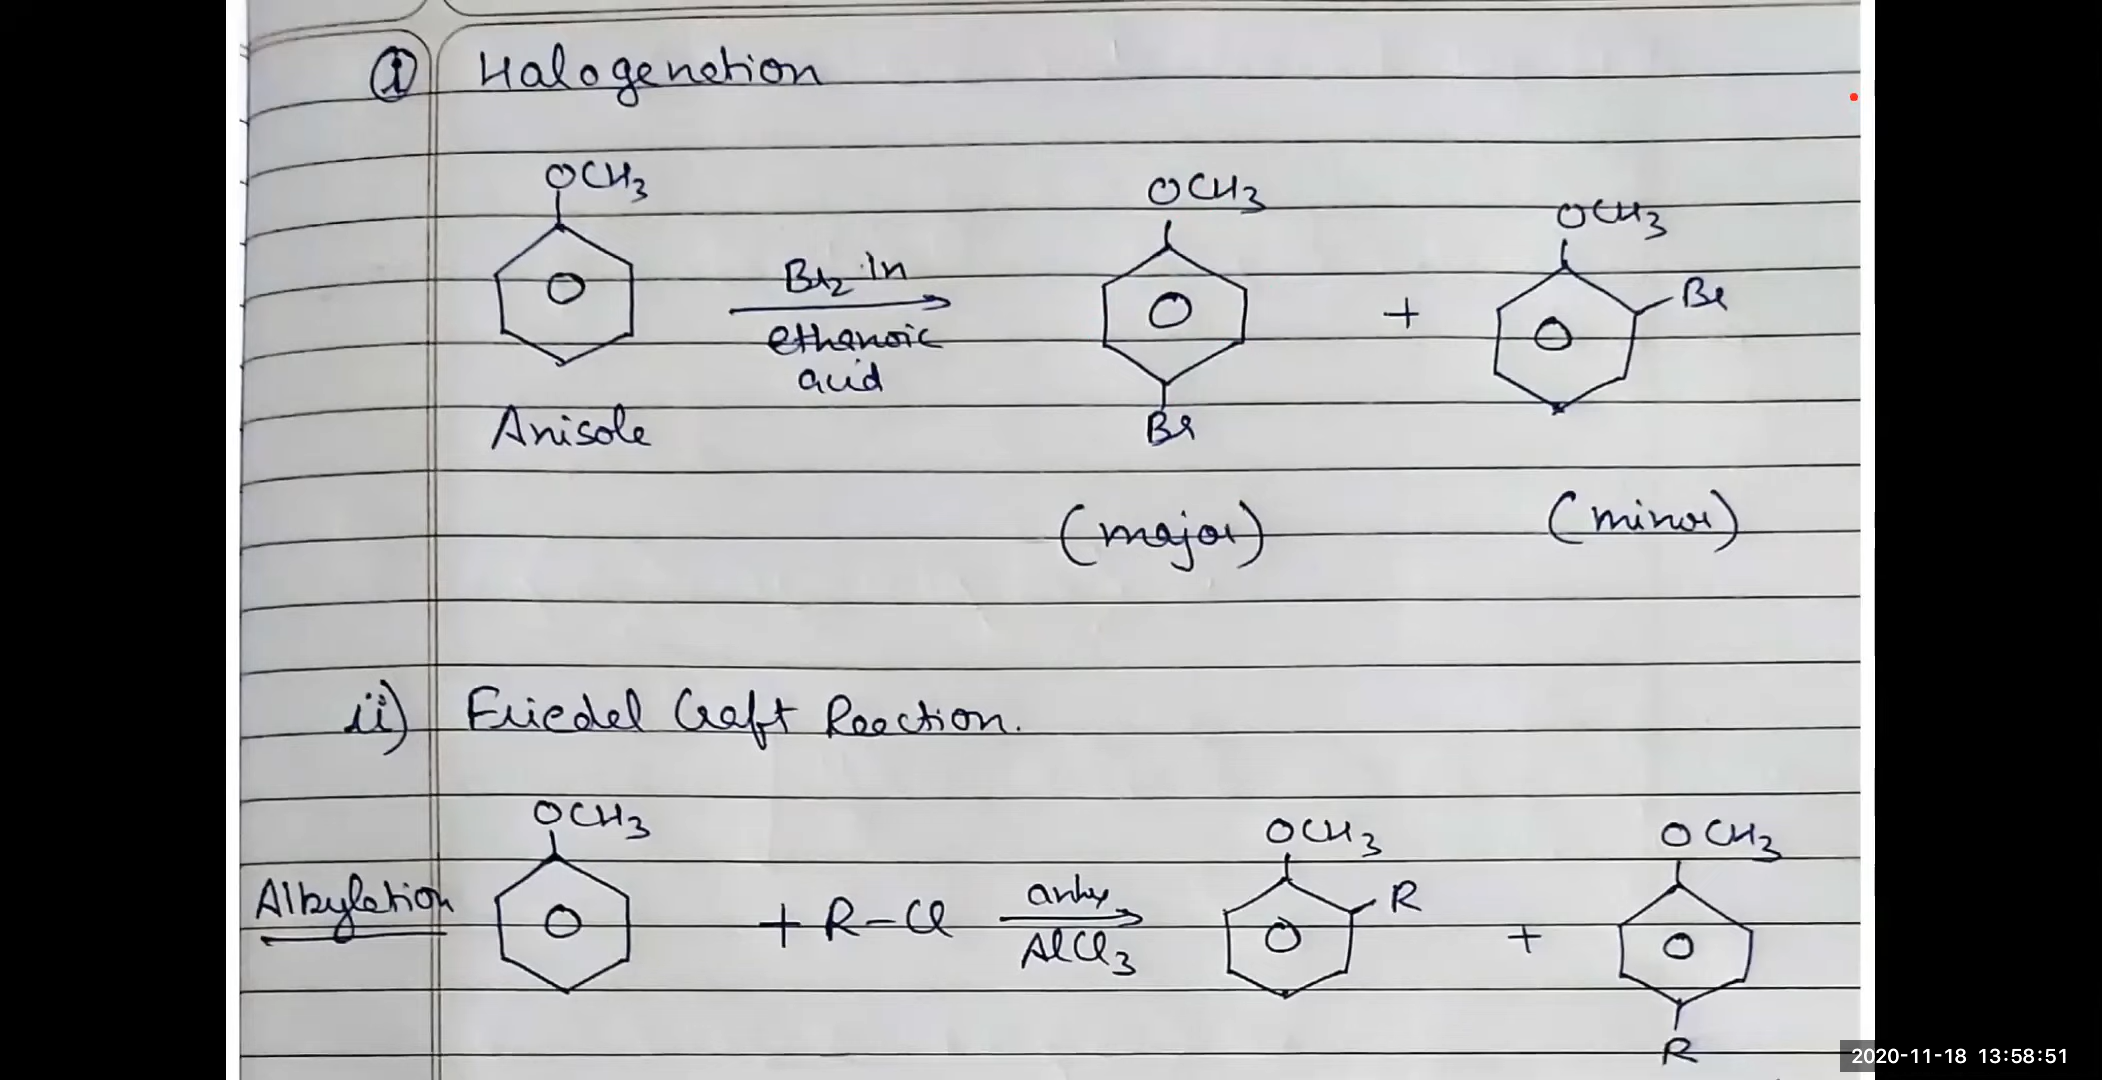 i Halogenation
OCH3 OCH3 OCH3
Br2 in + Br
ethanoic
acid
Anisole Br
(major) (minor)
ii) Friedel Craft Reaction.
OCH3 OCH3 OCH3
Alkylation + R-Cl anhy R +
AlCl3
R
2020-11-18 13:58:51